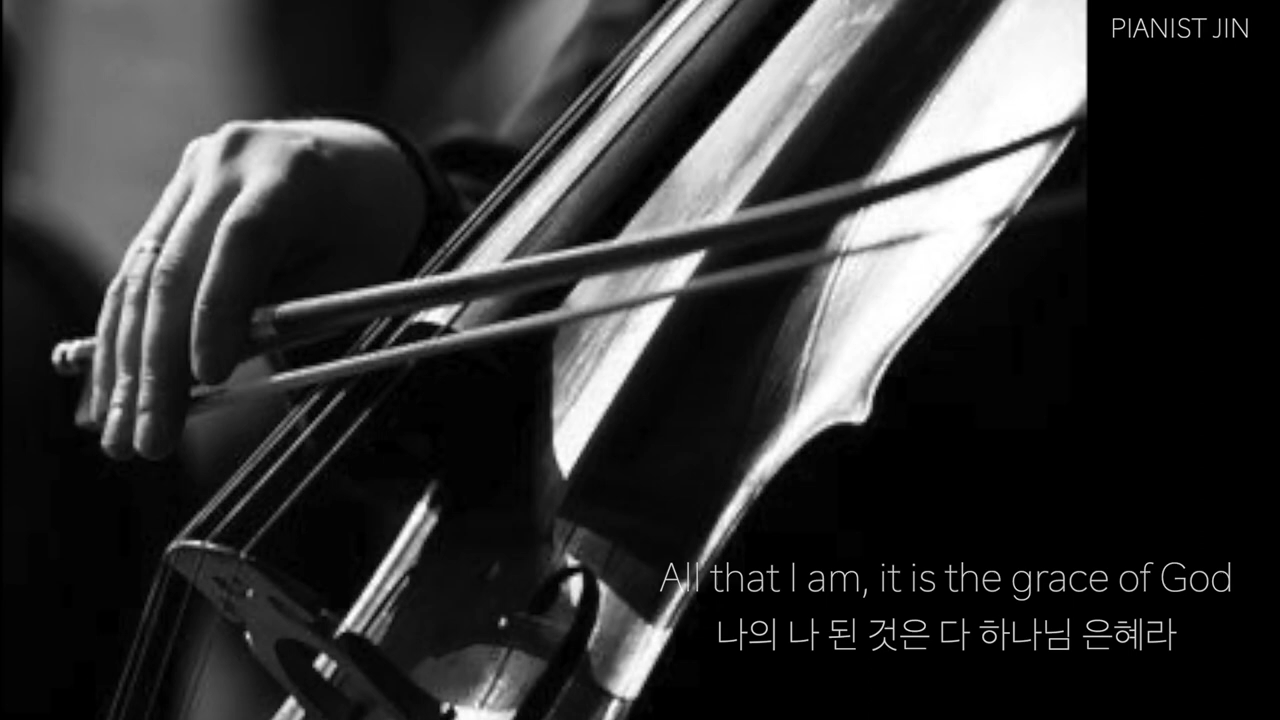 PIANIST JIN
All that I am, it is the grace of God
나의 나 된 것은 다 하나님 은혜라